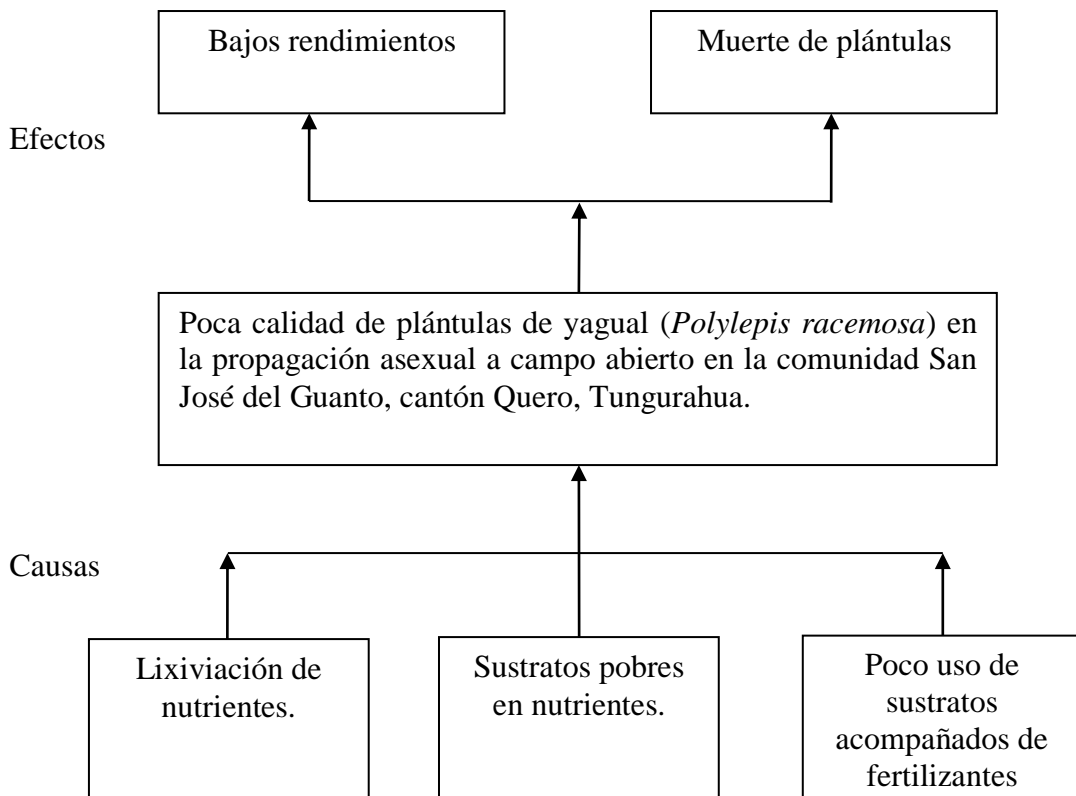 Bajos rendimientos
Muerte de plántulas
Efectos
Poca calidad de plántulas de yagual (Polylepis racemosa) en
la propagación asexual a campo abierto en la comunidad San
José del Guanto, cantón Quero, Tungurahua.
Causas
Lixiviación de
nutrientes.
Sustratos pobres
en nutrientes.
Poco uso de
sustratos
acompañados de
fertilizantes